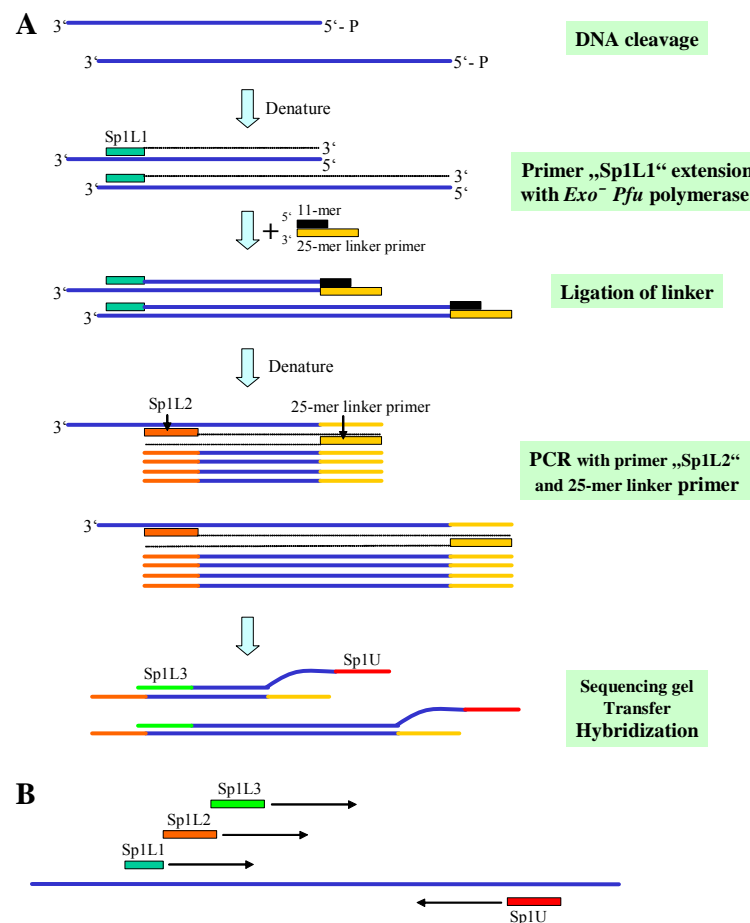 A
3‘ 5‘- P
DNA cleavage
3‘ 5‘- P
Denature
Sp1L1
3‘
3‘ 5‘
3‘
5‘
Primer „Sp1L1“ extension
with Exo⁻ Pfu polymerase
+ 5‘ 11-mer
3‘ 25-mer linker primer
3‘
3‘
Ligation of linker
Denature
Sp1L2 25-mer linker primer
3‘
PCR with primer „Sp1L2“
and 25-mer linker primer
3‘
Sp1L3 Sp1U
Sequencing gel
Transfer
Hybridization
B
Sp1L3
Sp1L2
Sp1L1
Sp1U